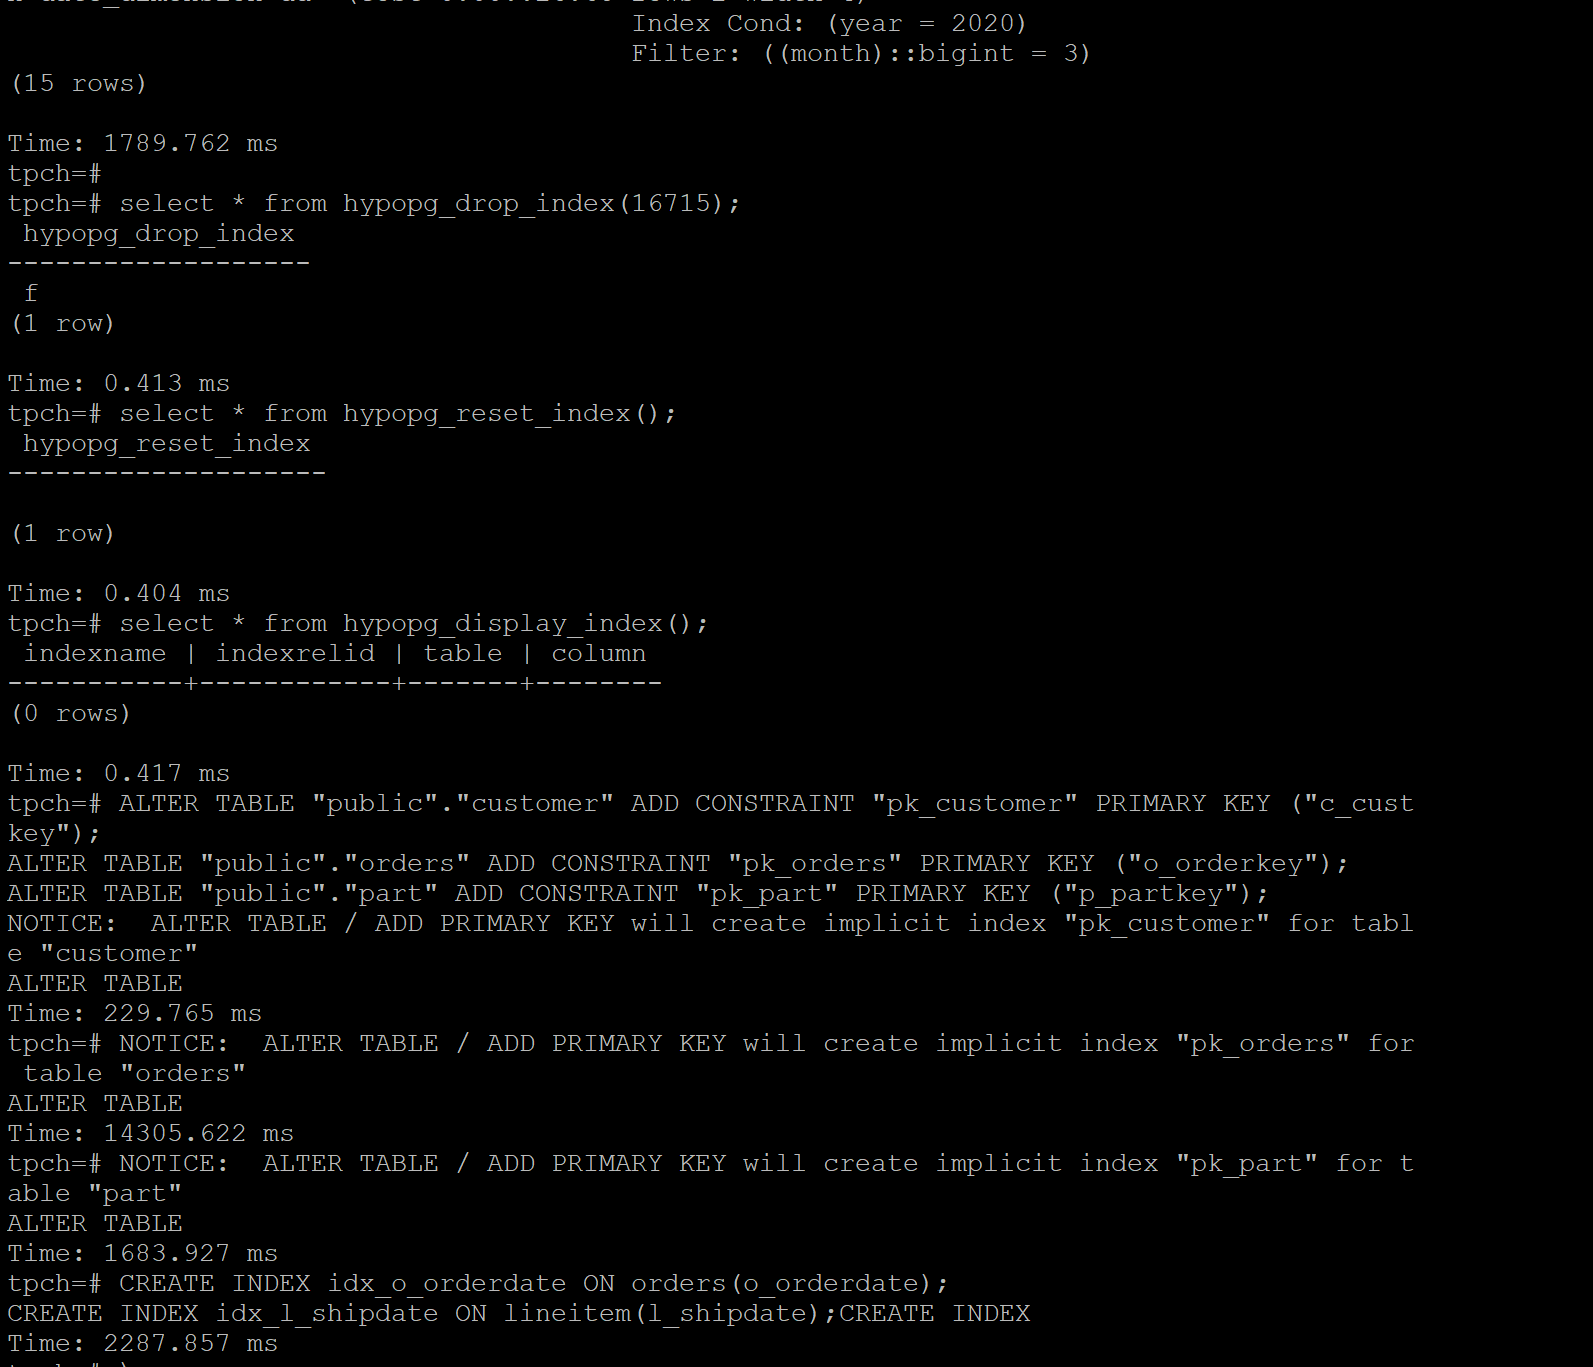 Index Cond: (year = 2020)
Filter: ((month)::bigint = 3)
(15 rows)
Time: 1789.762 ms
tpch=#
tpch=# select * from hypopg_drop_index(16715);
hypopg_drop_index
-------------------
f
(1 row)
Time: 0.413 ms
tpch=# select * from hypopg_reset_index();
hypopg_reset_index
--------------------
(1 row)
Time: 0.404 ms
tpch=# select * from hypopg_display_index();
indexname | indexrelid | table | column
-----------+------------+-------+--------
(0 rows)
Time: 0.417 ms
tpch=# ALTER TABLE "public"."customer" ADD CONSTRAINT "pk_customer" PRIMARY KEY ("c_cust
key");
ALTER TABLE "public"."orders" ADD CONSTRAINT "pk_orders" PRIMARY KEY ("o_orderkey");
ALTER TABLE "public"."part" ADD CONSTRAINT "pk_part" PRIMARY KEY ("p_partkey");
NOTICE:  ALTER TABLE / ADD PRIMARY KEY will create implicit index "pk_customer" for tabl
e "customer"
ALTER TABLE
Time: 229.765 ms
tpch=# NOTICE:  ALTER TABLE / ADD PRIMARY KEY will create implicit index "pk_orders" for
table "orders"
ALTER TABLE
Time: 14305.622 ms
tpch=# NOTICE:  ALTER TABLE / ADD PRIMARY KEY will create implicit index "pk_part" for t
able "part"
ALTER TABLE
Time: 1683.927 ms
tpch=# CREATE INDEX idx_o_orderdate ON orders(o_orderdate);
CREATE INDEX idx_l_shipdate ON lineitem(l_shipdate);CREATE INDEX
Time: 2287.857 ms